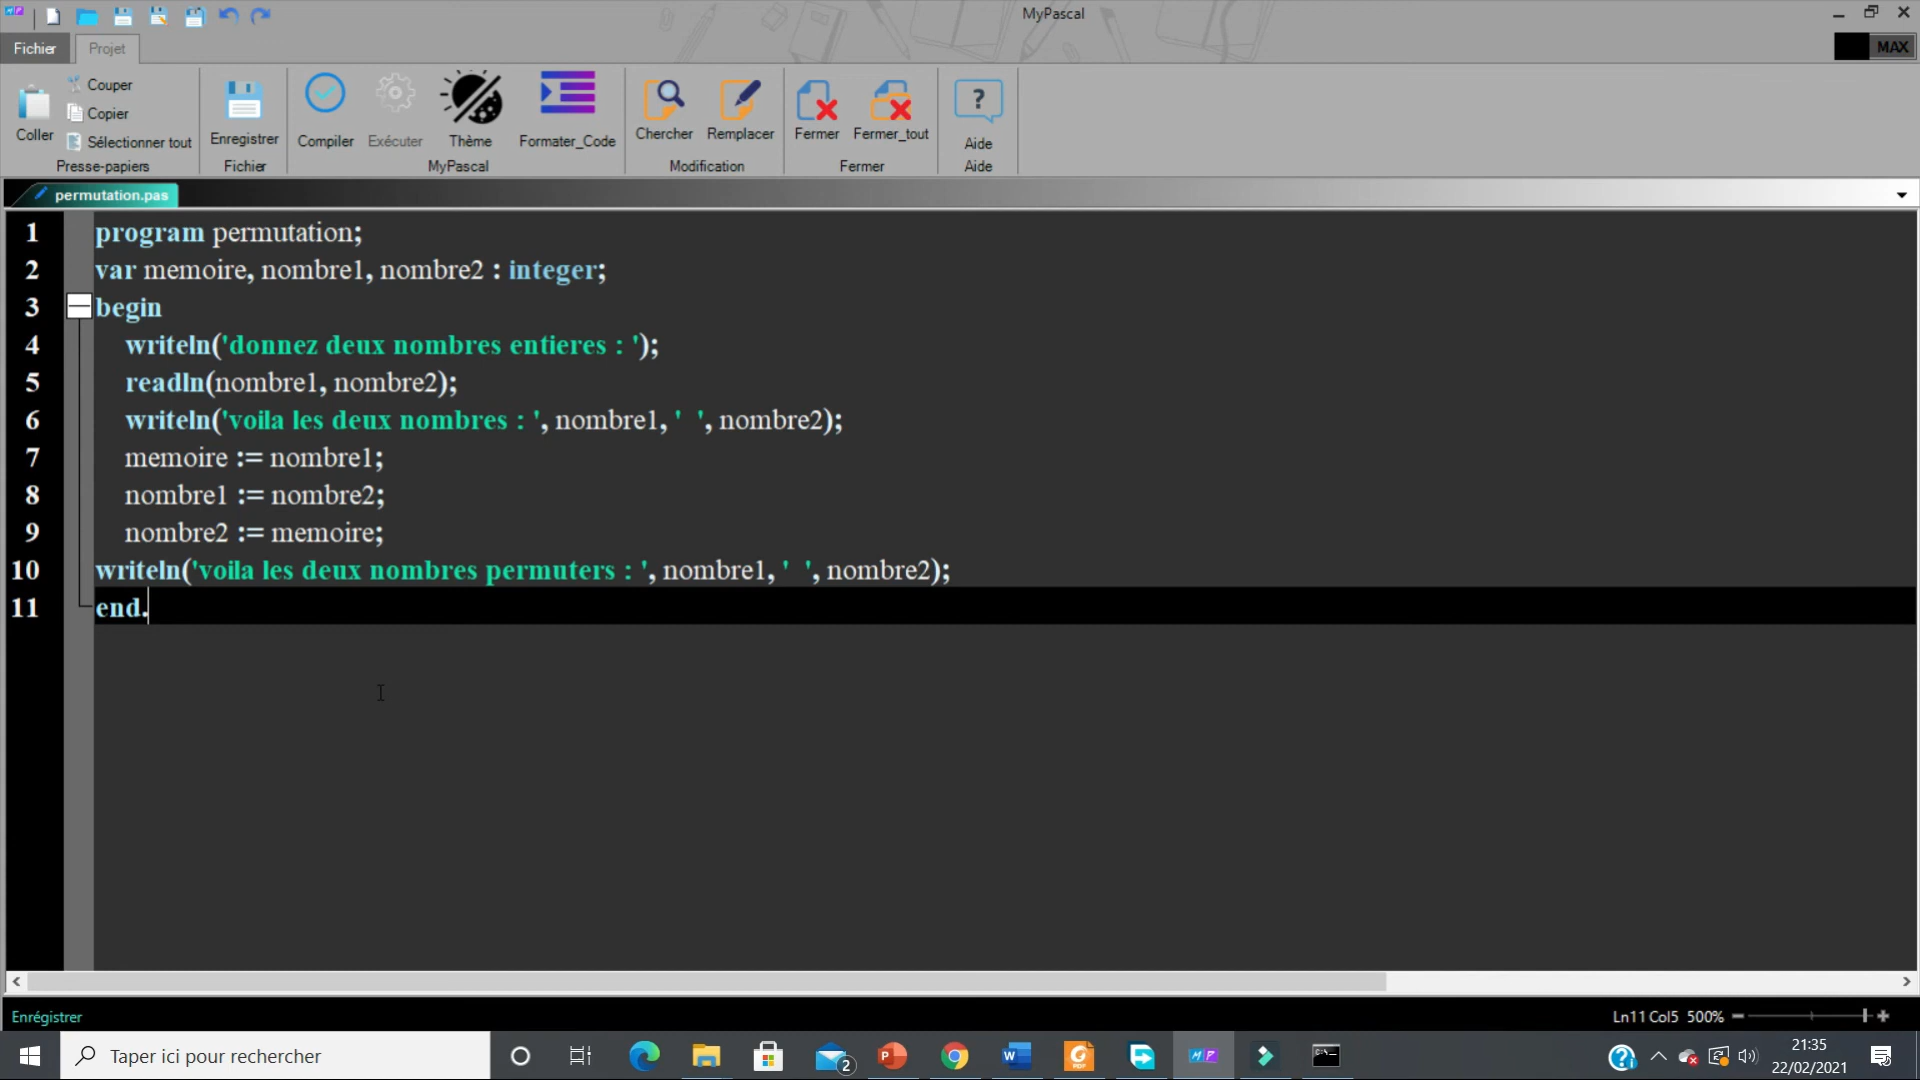 MyPascal
Fichier
Projet
MAX
Coller
Couper
Copier
Sélectionner tout
Presse-papiers
Enregistrer
Fichier
Compiler
Exécuter
Thème
Formater_Code
MyPascal
Chercher
Remplacer
Modification
Fermer
Fermer_tout
Fermer
Aide
Aide
permutation.pas
1 program permutation;
2 var memoire, nombre1, nombre2 : integer;
3 begin
4 writeln('donnez deux nombres entieres : ');
5 readln(nombre1, nombre2);
6 writeln('voila les deux nombres : ', nombre1, '  ', nombre2);
7 memoire := nombre1;
8 nombre1 := nombre2;
9 nombre2 := memoire;
10 writeln('voila les deux nombres permuters : ', nombre1, '  ', nombre2);
11 end.
Enrégistrer
Ln11 Col5 500%
Taper ici pour rechercher
2
21:35
22/02/2021